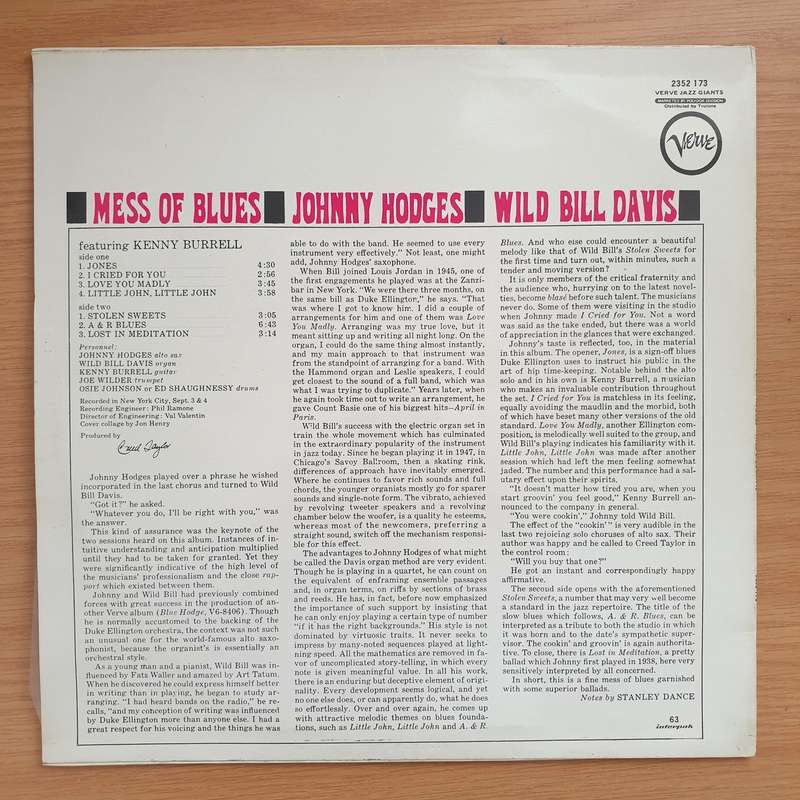 2352 173
VERVE JAZZ GIANTS
MARKETED BY POLYDOR DIVISION
Distributed by Trutone
VERVE
MESS OF BLUES JOHNNY HODGES WILD BILL DAVIS
featuring KENNY BURRELL
side one
1. JONES 4:30
2. I CRIED FOR YOU 2:56
3. LOVE YOU MADLY 3:45
4. LITTLE JOHN, LITTLE JOHN 3:58
side two
1. STOLEN SWEETS 3:05
2. A & R BLUES 6:43
3. LOST IN MEDITATION 3:14
Personnel:
JOHNNY HODGES alto sax
WILD BILL DAVIS organ
KENNY BURRELL guitar
JOE WILDER trumpet
OSIE JOHNSON or ED SHAUGHNESSY drums
Recorded in New York City, Sept. 3 & 4
Recording Engineer: Phil Ramone
Director of Engineering: Val Valentin
Cover collage by Jon Henry
Produced by
Creed Taylor
Johnny Hodges played over a phrase he wished
incorporated in the last chorus and turned to Wild
Bill Davis.
"Got it?" he asked.
"Whatever you do, I'll be right with you," was
the answer.
This kind of assurance was the keynote of the
two sessions heard on this album. Instances of in-
tuitive understanding and anticipation multiplied
until they had to be taken for granted. Yet they
were significantly indicative of the high level of
the musicians' professionalism and the close rap-
port which existed between them.
Johnny and Wild Bill had previously combined
forces with great success in the production of an-
other Verve album (Blue Hodge, V6-8406). Though
he is normally accustomed to the backing of the
Duke Ellington orchestra, the context was not such
an unusual one for the world-famous alto saxo-
phonist, because the organist's is essentially an
orchestral style.
As a young man and a pianist, Wild Bill was in-
fluenced by Fats Waller and amazed by Art Tatum.
When he discovered he could express himself better
in writing than in playing, he began to study ar-
ranging. "I had heard bands on the radio," he re-
calls, "and my conception of writing was influenced
by Duke Ellington more than anyone else. I had a
great respect for his voicing and the things he was
able to do with the band. He seemed to use every
instrument very effectively." Not least, one might
add, Johnny Hodges' saxophone.
When Bill joined Louis Jordan in 1945, one of
the first engagements he played was at the Zanzi-
bar in New York. "We were there three months, on
the same bill as Duke Ellington," he says. "That
was where I got to know him. I did a couple of
arrangements for him and one of them was Love
You Madly. Arranging was my true love, but it
meant sitting up and writing all night long. On the
organ, I could do the same thing almost instantly,
and my main approach to that instrument was
from the standpoint of arranging for a band. With
the Hammond organ and Leslie speakers, I could
get closest to the sound of a full band, which was
what I was trying to duplicate." Years later, when
he again took time out to write an arrangement, he
gave Count Basie one of his biggest hits—April in
Paris.
Wild Bill's success with the electric organ set in
train the whole movement which has culminated
in the extraordinary popularity of the instrument
in jazz today. Since he began playing it in 1947, in
Chicago's Savoy Ballroom, then a skating rink,
differences of approach have inevitably emerged.
Where he continues to favor rich sounds and full
chords, the younger organists mostly go for sparer
sounds and single-note form. The vibrato, achieved
by revolving tweeter speakers and a revolving
chamber below the woofer, is a quality he esteems,
whereas most of the newcomers, preferring a
straight sound, switch off the mechanism responsi-
ble for this effect.
The advantages to Johnny Hodges of what might
be called the Davis organ method are very evident.
Though he is playing in a quartet, he can count on
the equivalent of enframing ensemble passages
and, in organ terms, on riffs by sections of brass
and reeds. He has, in fact, before now emphasized
the importance of such support by insisting that
he can only enjoy playing a certain type of number
"if it has the right backgrounds." His style is not
dominated by virtuosic traits. It never seeks to
impress by many-noted sequences played at light-
ning speed. All the mathematics are removed in fa-
vor of uncomplicated story-telling, in which every
note is given meaningful value. In all his work,
there is an enduring but deceptive element of origi-
nality. Every development seems logical, and yet
no one else does, or can apparently do, what he does
so effortlessly. Over and over again, he comes up
with attractive melodic themes on blues founda-
tions, such as Little John, Little John and A. & R.
Blues. And who else could encounter a beautiful
melody like that of Wild Bill's Stolen Sweets for
the first time and turn out, within minutes, such a
tender and moving version?
It is only members of the critical fraternity and
the audience who, hurrying on to the latest novel-
ties, become blasé before such talent. The musicians
never do. Some of them were visiting in the studio
when Johnny made I Cried for You. Not a word
was said as the take ended, but there was a world
of appreciation in the glances that were exchanged.
Johnny's taste is reflected, too, in the material
in this album. The opener, Jones, is a sign-off blues
Duke Ellington uses to instruct his public in the
art of hip time-keeping. Notable behind the alto
solo and in his own is Kenny Burrell, a musician
who makes an invaluable contribution throughout
the set. I Cried for You is matchless in its feeling,
equally avoiding the maudlin and the morbid, both
of which have beset many other versions of the old
standard. Love You Madly, another Ellington com-
position, is melodically well suited to the group, and
Wild Bill's playing indicates his familiarity with it.
Little John, Little John was made after another
session which had left the men feeling somewhat
jaded. The number and this performance had a sal-
utary effect upon their spirits.
"It doesn't matter how tired you are, when you
start groovin' you feel good," Kenny Burrell an-
nounced to the company in general.
"You were cookin'," Johnny told Wild Bill.
The effect of the "cookin'" is very audible in the
last two rejoicing solo choruses of alto sax. Their
author was happy and he called to Creed Taylor in
the control room:
"Will you buy that one?"
He got an instant and correspondingly happy
affirmative.
The second side opens with the aforementioned
Stolen Sweets, a number that may very well become
a standard in the jazz repertoire. The title of the
slow blues which follows, A. & R. Blues, can be
interpreted as a tribute to both the studio in which
it was born and to the date's sympathetic super-
visor. The cookin' and groovin' is again authorita-
tive. To close, there is Lost in Meditation, a pretty
ballad which Johnny first played in 1938, here very
sensitively interpreted by all concerned.
In short, this is a fine mess of blues garnished
with some superior ballads.
Notes by STANLEY DANCE
63
interpak